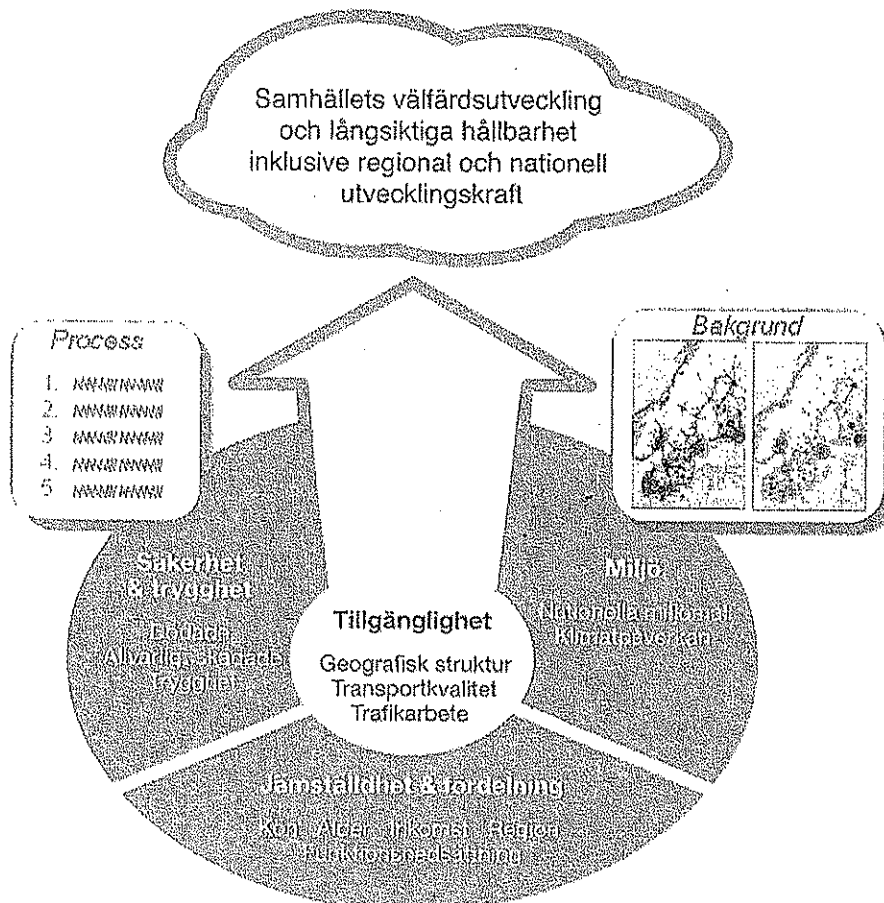 Samhällets välfärdsutveckling
och långsiktiga hållbarhet
inklusive regional och nationell
utvecklingskraft
Process
1.
2.
3
4.
5
Bakgrund
Säkerhet
& trygghet
Dödade
Allvarligt skadade
Trygghet
Miljö
Nationella miljömål
Klimatpåverkan
Tillgänglighet
Geografisk struktur
Transportkvalitet
Trafikarbete
Jämställdhet & fördelning
Kön Ålder Inkomst Region
Funktionsnedsättning